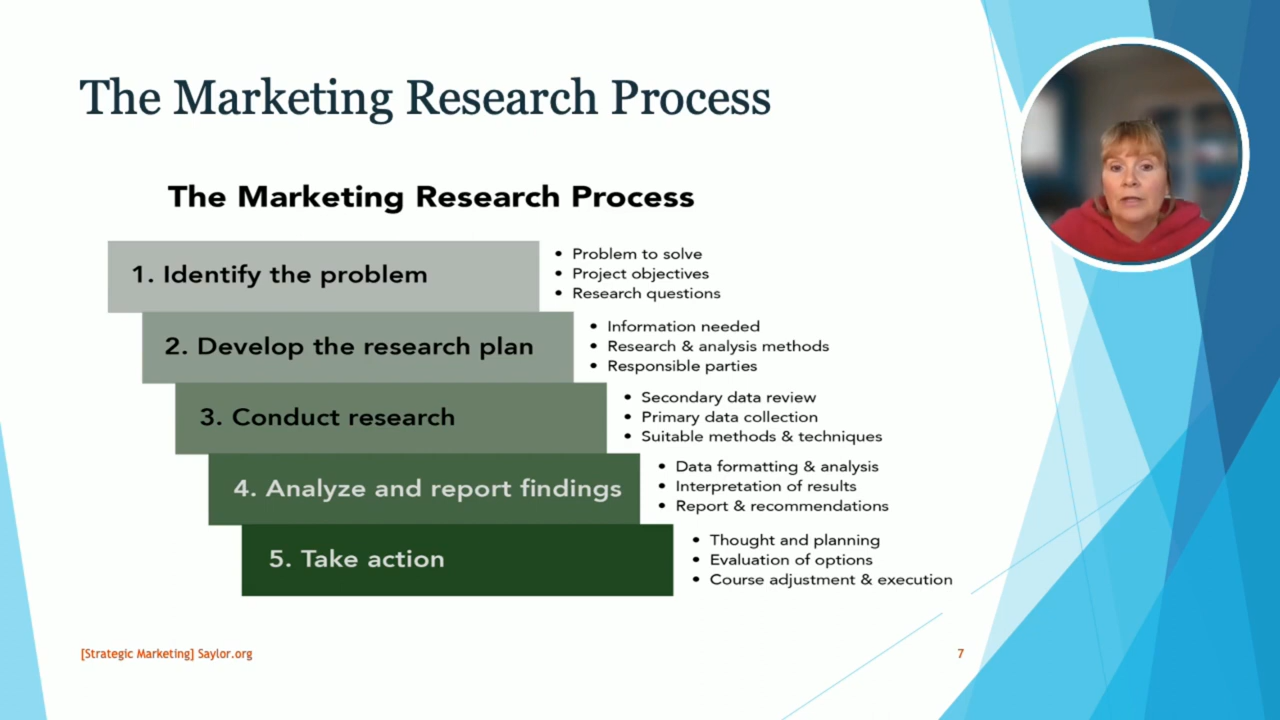 The Marketing Research Process
The Marketing Research Process
1. Identify the problem
• Problem to solve
• Project objectives
• Research questions
2. Develop the research plan
• Information needed
• Research & analysis methods
• Responsible parties
3. Conduct research
• Secondary data review
• Primary data collection
• Suitable methods & techniques
4. Analyze and report findings
• Data formatting & analysis
• Interpretation of results
• Report & recommendations
5. Take action
• Thought and planning
• Evaluation of options
• Course adjustment & execution
[Strategic Marketing] Saylor.org
7